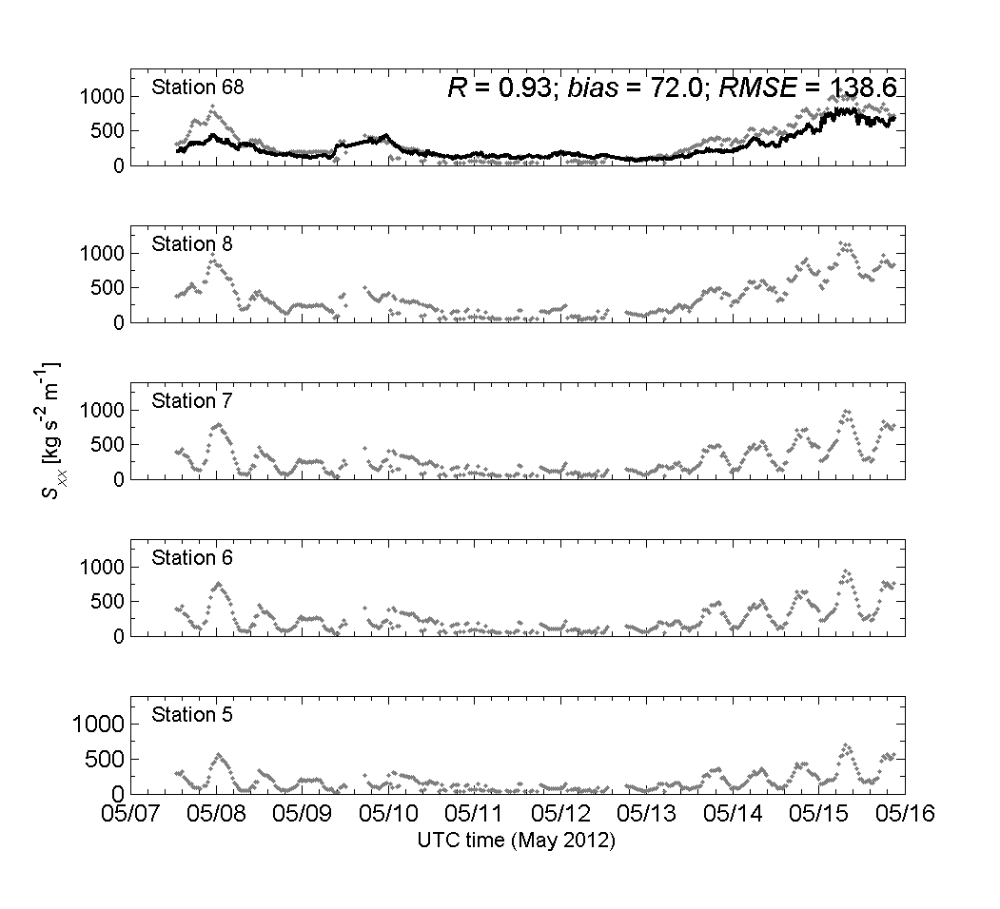 Station 68
R = 0.93; bias = 72.0; RMSE = 138.6
1000
500
0
Station 8
1000
500
0
Station 7
1000
500
0
Station 6
1000
500
0
Station 5
1000
500
0
S_xx [kg s^-2 m^-1]
05/07 05/08 05/09 05/10 05/11 05/12 05/13 05/14 05/15 05/16
UTC time (May 2012)